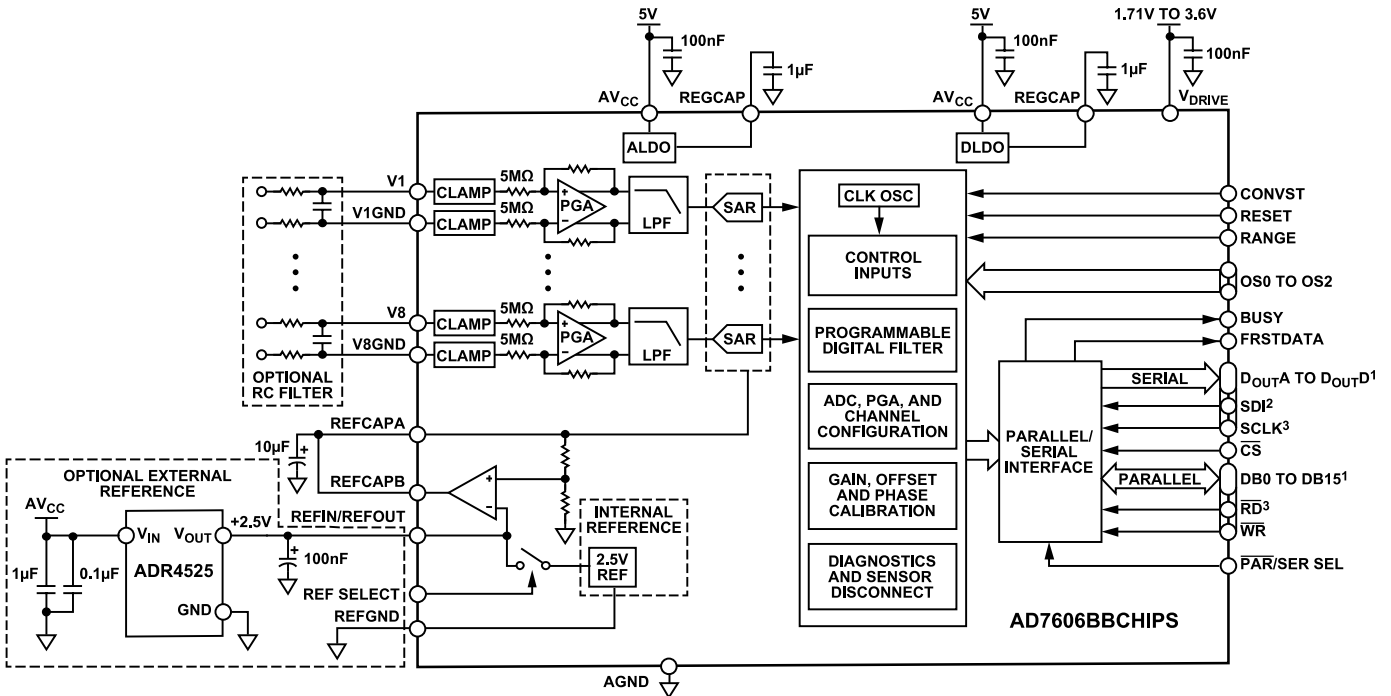 5V
100nF
1µF
AVCC
REGCAP
ALDO
5V
100nF
1µF
AVCC
REGCAP
DLDO
1.71V TO 3.6V
100nF
VDRIVE
V1
CLAMP
5MΩ
V1GND
CLAMP
5MΩ
+
PGA
–
LPF
SAR
V8
CLAMP
5MΩ
V8GND
CLAMP
5MΩ
+
PGA
–
LPF
SAR
OPTIONAL
RC FILTER
CLK OSC
CONTROL
INPUTS
PROGRAMMABLE
DIGITAL FILTER
ADC, PGA, AND
CHANNEL
CONFIGURATION
GAIN, OFFSET
AND PHASE
CALIBRATION
DIAGNOSTICS
AND SENSOR
DISCONNECT
PARALLEL/
SERIAL
INTERFACE
SERIAL
PARALLEL
CONVST
RESET
RANGE
OS0 TO OS2
BUSY
FRSTDATA
DOUTA TO DOUTD1
SDI2
SCLK3
CS
DB0 TO DB151
RD3
WR
PAR/SER SEL
REFCAPA
10µF
+
REFCAPB
+
–
REFIN/REFOUT
INTERNAL
REFERENCE
2.5V
REF
REF SELECT
REFGND
OPTIONAL EXTERNAL
REFERENCE
AVCC
+2.5V
VIN
VOUT
ADR4525
GND
1µF
0.1µF
+
100nF
AD7606BBCHIPS
AGND